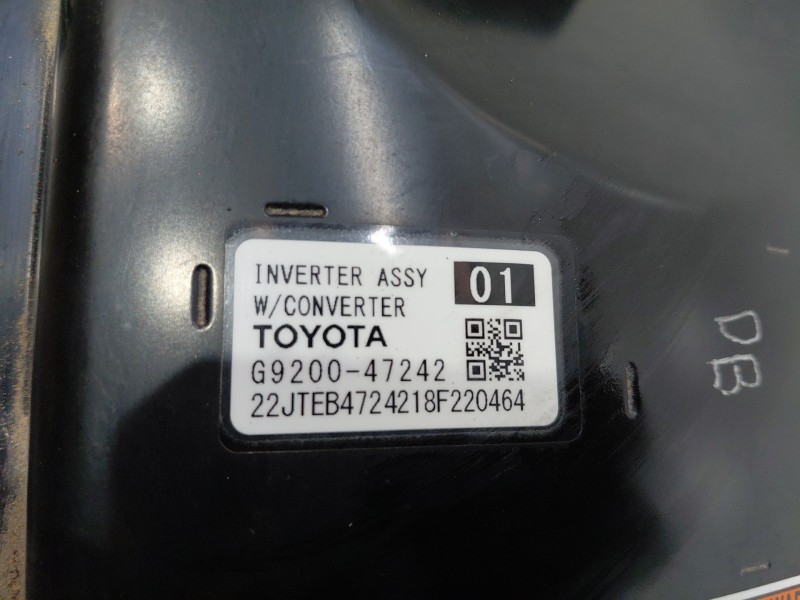 INVERTER ASSY 01
W/CONVERTER
TOYOTA
G9200-47242
22JTEB4724218F220464
DB